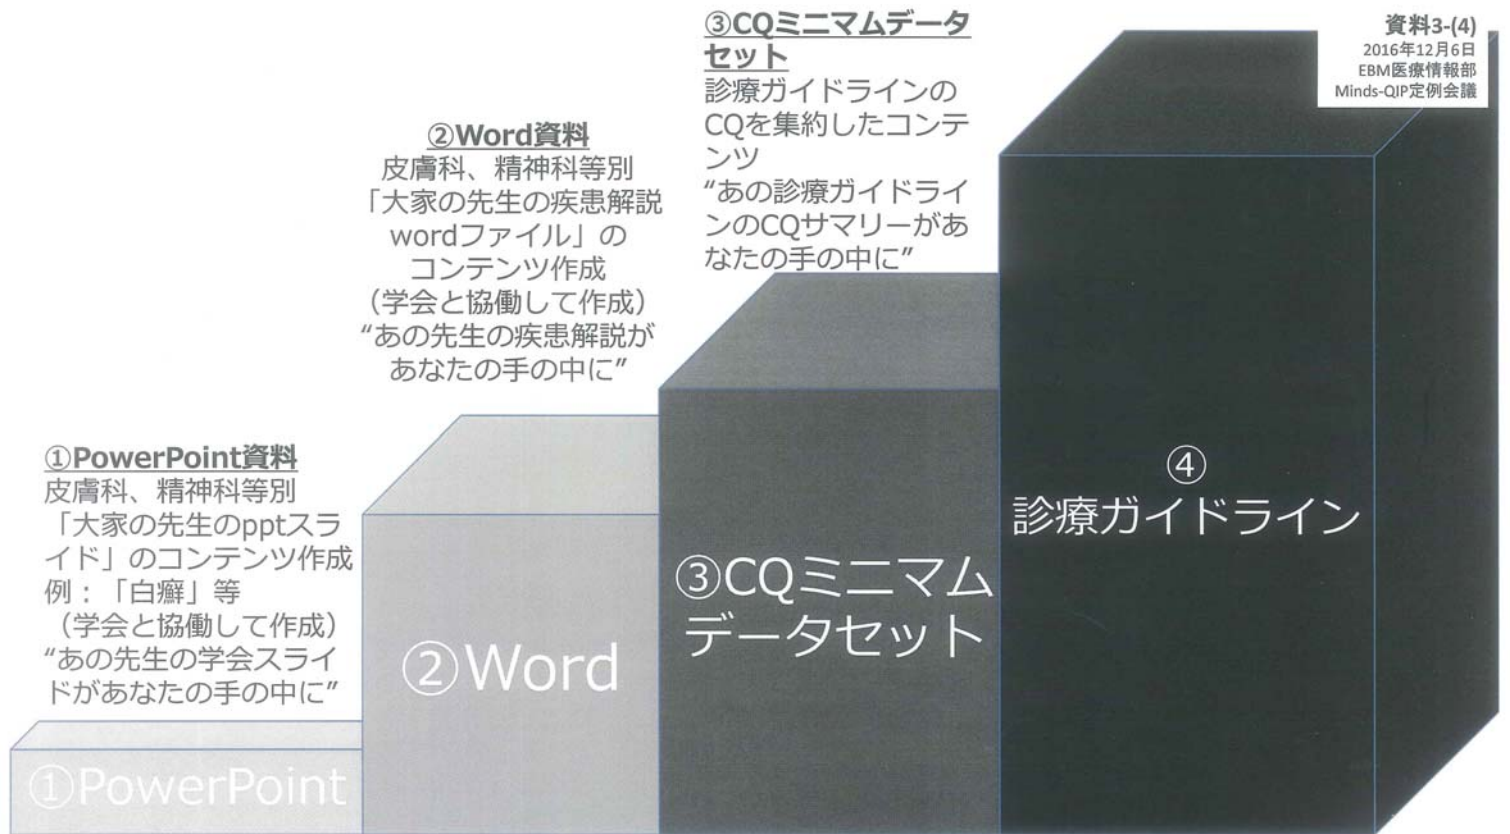 資料3-(4)
2016年12月6日
EBM医療情報部
Minds-QIP定例会議
①PowerPoint資料
皮膚科、精神科等別
「大家の先生のpptスラ
イド」のコンテンツ作成
例：「白癬」等
（学会と協働して作成）
“あの先生の学会スライ
ドがあなたの手の中に”
②Word資料
皮膚科、精神科等別
「大家の先生の疾患解説
wordファイル」の
コンテンツ作成
（学会と協働して作成）
“あの先生の疾患解説が
あなたの手の中に”
③CQミニマムデータ
セット
診療ガイドラインの
CQを集約したコンテ
ンツ
“あの診療ガイドライ
ンのCQサマリーがあ
なたの手の中に”
①PowerPoint
②Word
③CQミニマム
データセット
④
診療ガイドライン